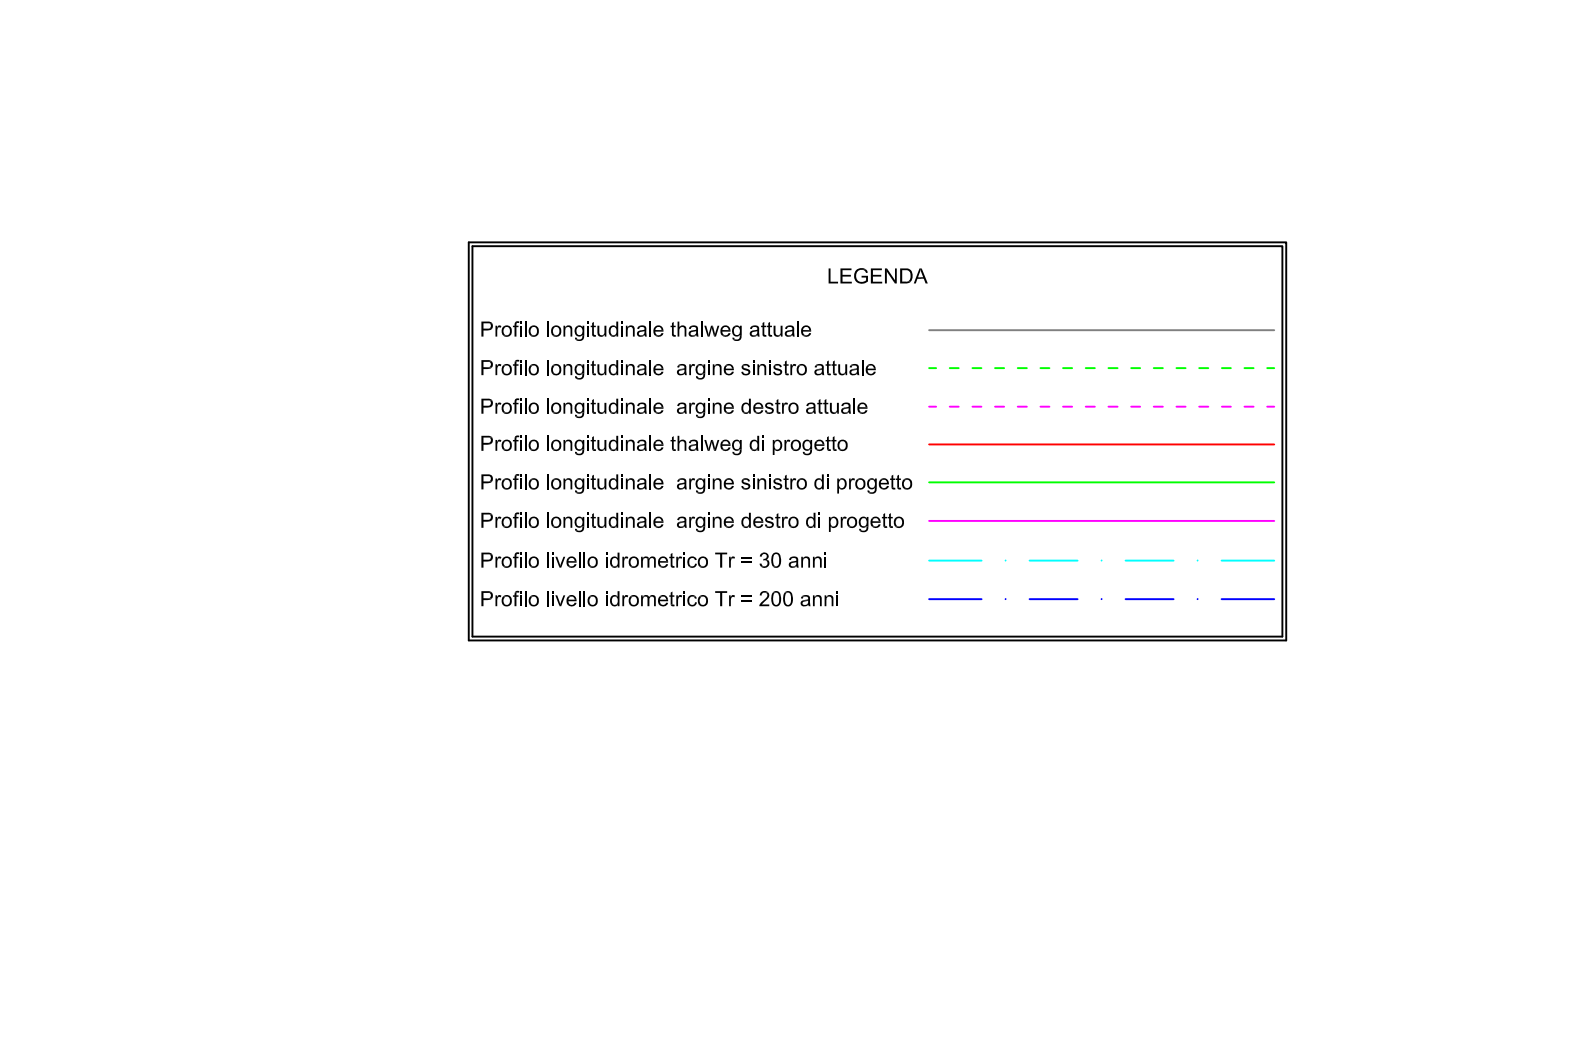 LEGENDA
Profilo longitudinale thalweg attuale
Profilo longitudinale  argine sinistro attuale
Profilo longitudinale  argine destro attuale
Profilo longitudinale thalweg di progetto
Profilo longitudinale  argine sinistro di progetto
Profilo longitudinale  argine destro di progetto
Profilo livello idrometrico Tr = 30 anni
Profilo livello idrometrico Tr = 200 anni